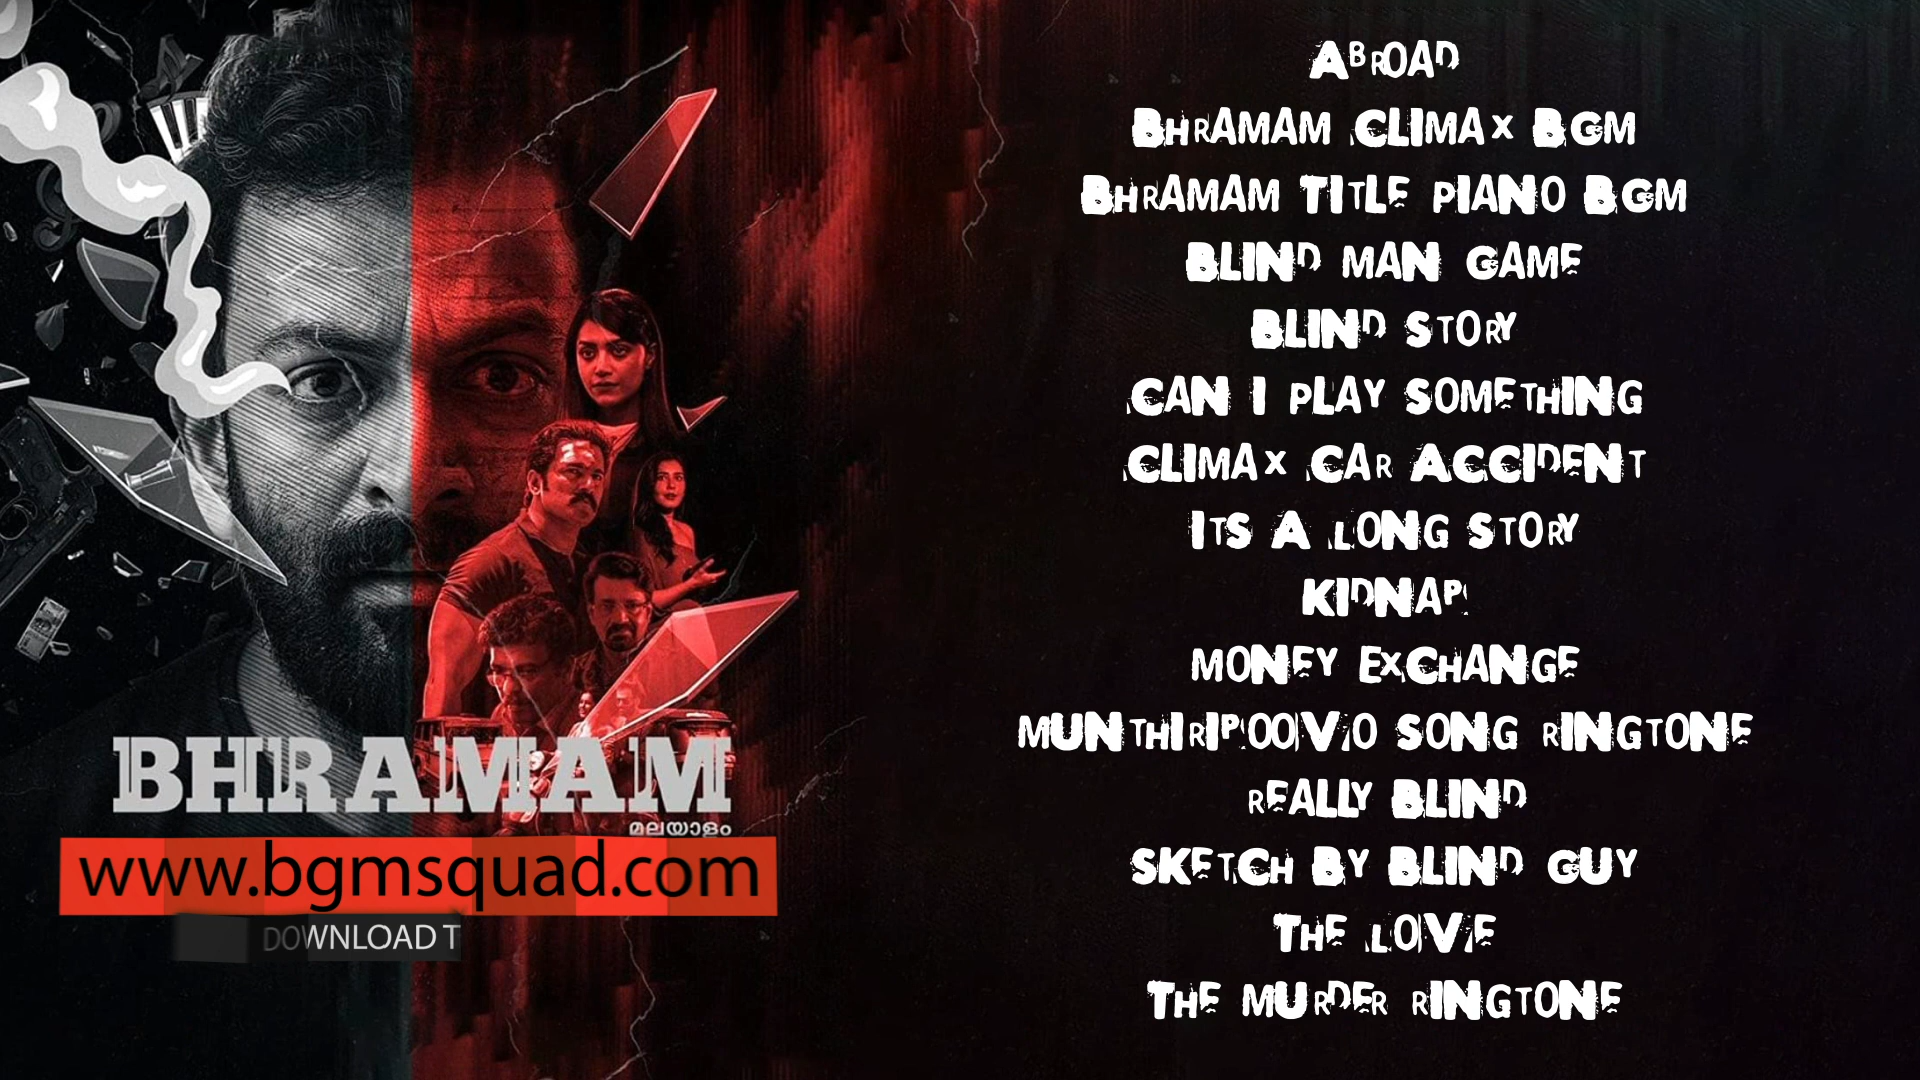 BHRAMAM
മലയാളം
www.bgmsquad.com
DOWNLOAD T
ABROAD
BHRAMAM CLIMAX BGM
BHRAMAM TITLE PIANO BGM
BLIND MAN GAME
BLIND STORY
CAN I PLAY SOMETHING
CLIMAX CAR ACCIDENT
ITS A LONG STORY
KIDNAP
MONEY EXCHANGE
MUNTHIRIPOOVO SONG RINGTONE
REALLY BLIND
SKETCH BY BLIND GUY
THE LOVE
THE MURDER RINGTONE